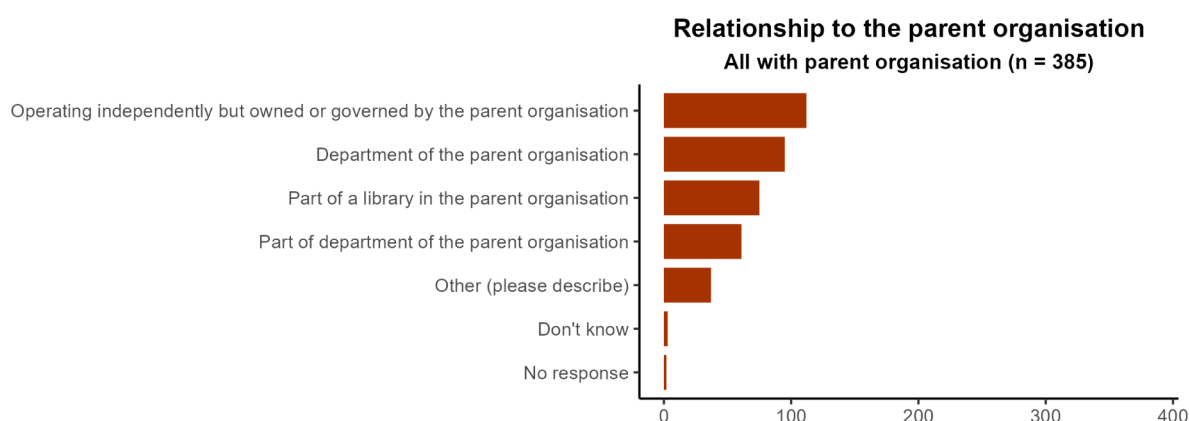 Relationship to the parent organisation
All with parent organisation (n = 385)
Operating independently but owned or governed by the parent organisation
Department of the parent organisation
Part of a library in the parent organisation
Part of department of the parent organisation
Other (please describe)
Don't know
No response
0 100 200 300 400